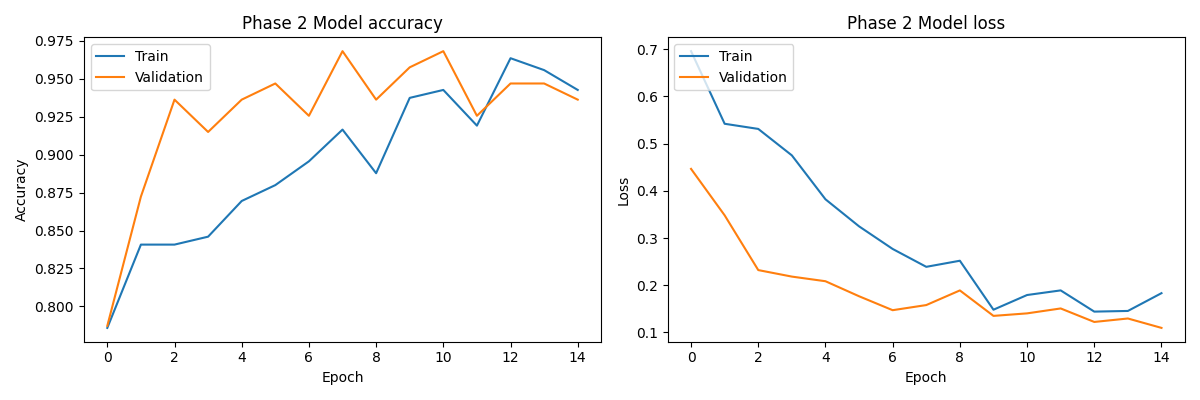 Phase 2 Model accuracy
Train
Validation
0.975
0.950
0.925
0.900
0.875
0.850
0.825
0.800
Accuracy
0 2 4 6 8 10 12 14
Epoch
Phase 2 Model loss
Train
Validation
0.7
0.6
0.5
0.4
0.3
0.2
0.1
Loss
0 2 4 6 8 10 12 14
Epoch